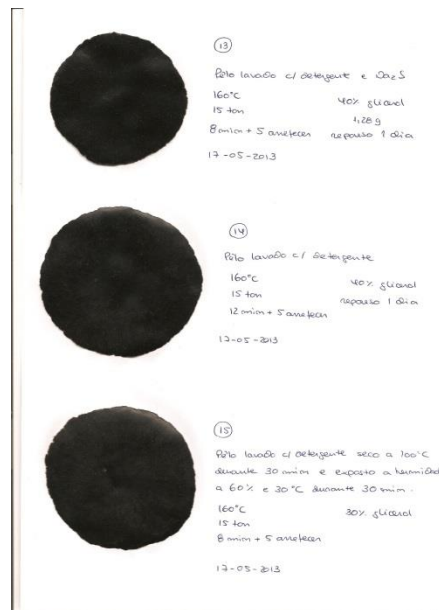 13
Pêlo lavado c/ detergente e Na2S
160°C
40% glicerol
15 ton
4,28 g
8 min + 5 arrefecer
repouso 1 dia
17-05-2013
14
Pêlo lavado c/ detergente
160°C
40% glicerol
15 ton
repouso 1 dia
12 min + 5 arrefecer
17-05-2013
15
Pêlo lavado c/ detergente seco a 100°C
durante 30 min e exposto a humidade
a 60% e 30°C durante 30 min.
160°C
30% glicerol
15 ton
8 min + 5 arrefecer
17-05-2013